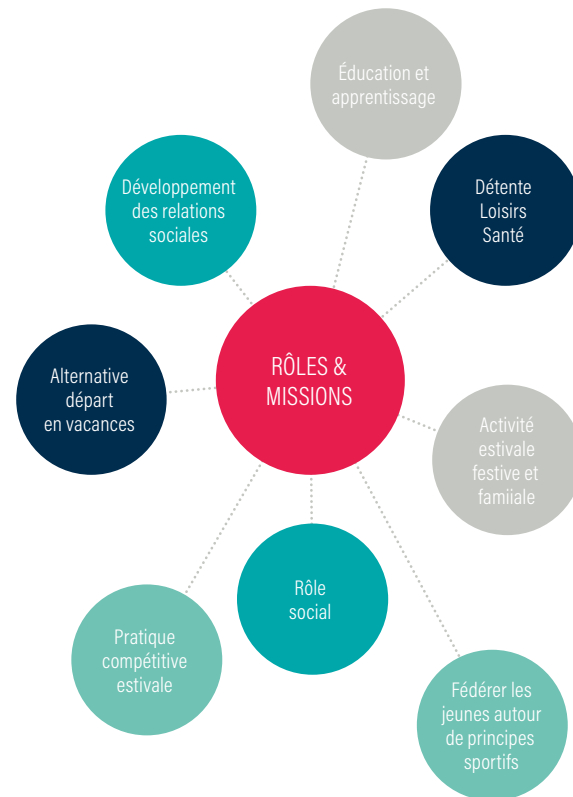 Éducation et
apprentissage
Développement
des relations
sociales
Détente
Loisirs
Santé
RÔLES &
MISSIONS
Alternative
départ
en vacances
Activité
estivale
festive et
famiiale
Rôle
social
Pratique
compétitive
estivale
Fédérer les
jeunes autour
de principes
sportifs